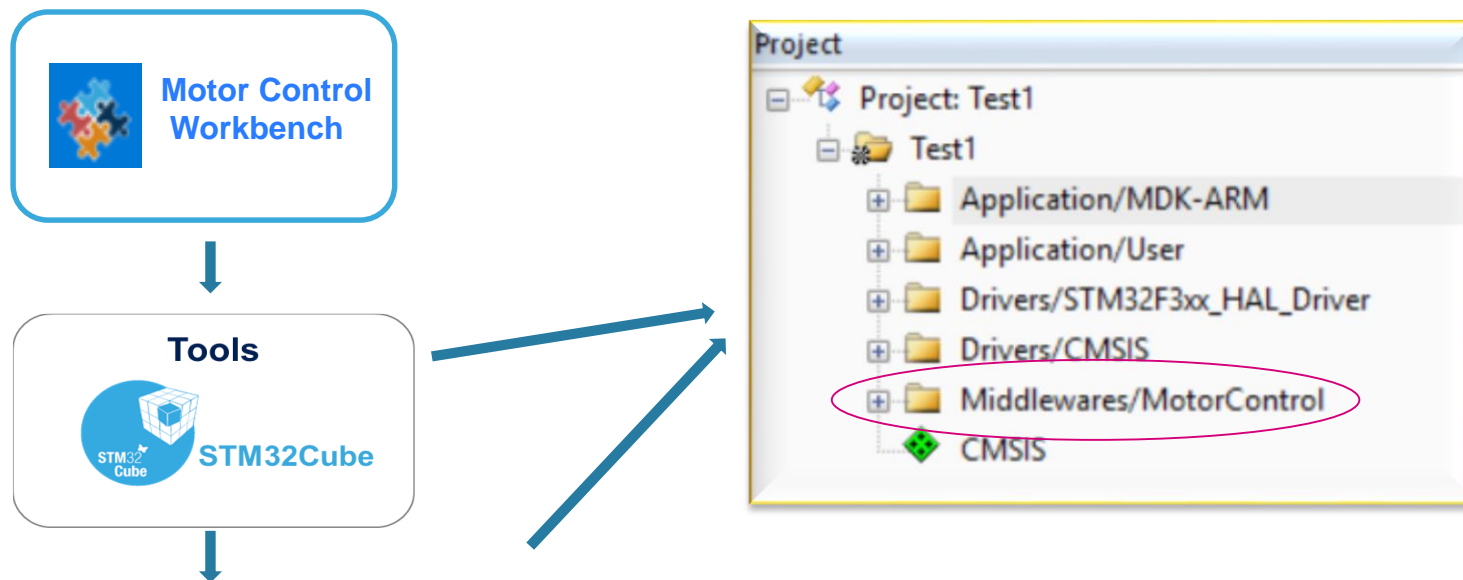 Motor Control
Workbench
Tools
STM32
Cube
STM32Cube
Project
Project: Test1
Test1
Application/MDK-ARM
Application/User
Drivers/STM32F3xx_HAL_Driver
Drivers/CMSIS
Middlewares/MotorControl
CMSIS